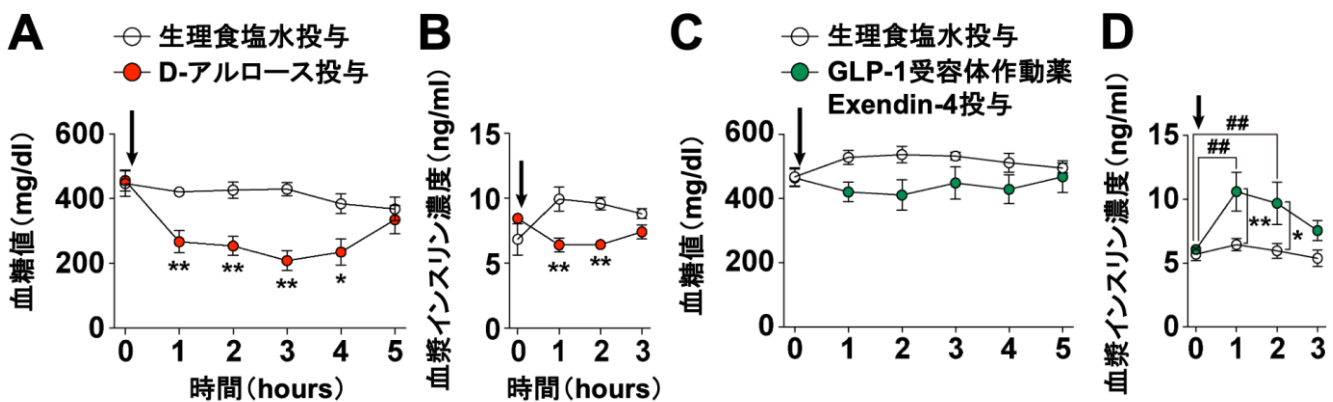 A
生理食塩水投与
D-アルロース投与
血糖値(mg/dl)
600
400
200
0
**
**
**
*
0 1 2 3 4 5
時間(hours)
B
血漿インスリン濃度(ng/ml)
15
10
5
0
**
**
0 1 2 3
時間(hours)
C
生理食塩水投与
GLP-1受容体作動薬
Exendin-4投与
血糖値(mg/dl)
600
400
200
0
0 1 2 3 4 5
D
血漿インスリン濃度(ng/ml)
15
10
5
0
##
##
**
*
0 1 2 3